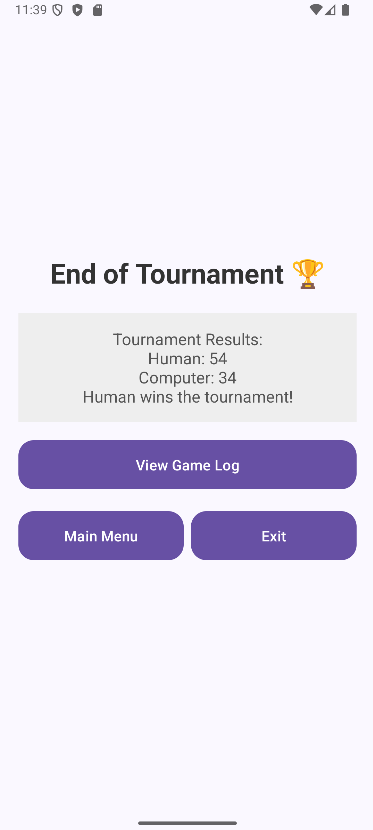 11:39
End of Tournament 🏆
Tournament Results:
Human: 54
Computer: 34
Human wins the tournament!
View Game Log
Main Menu
Exit